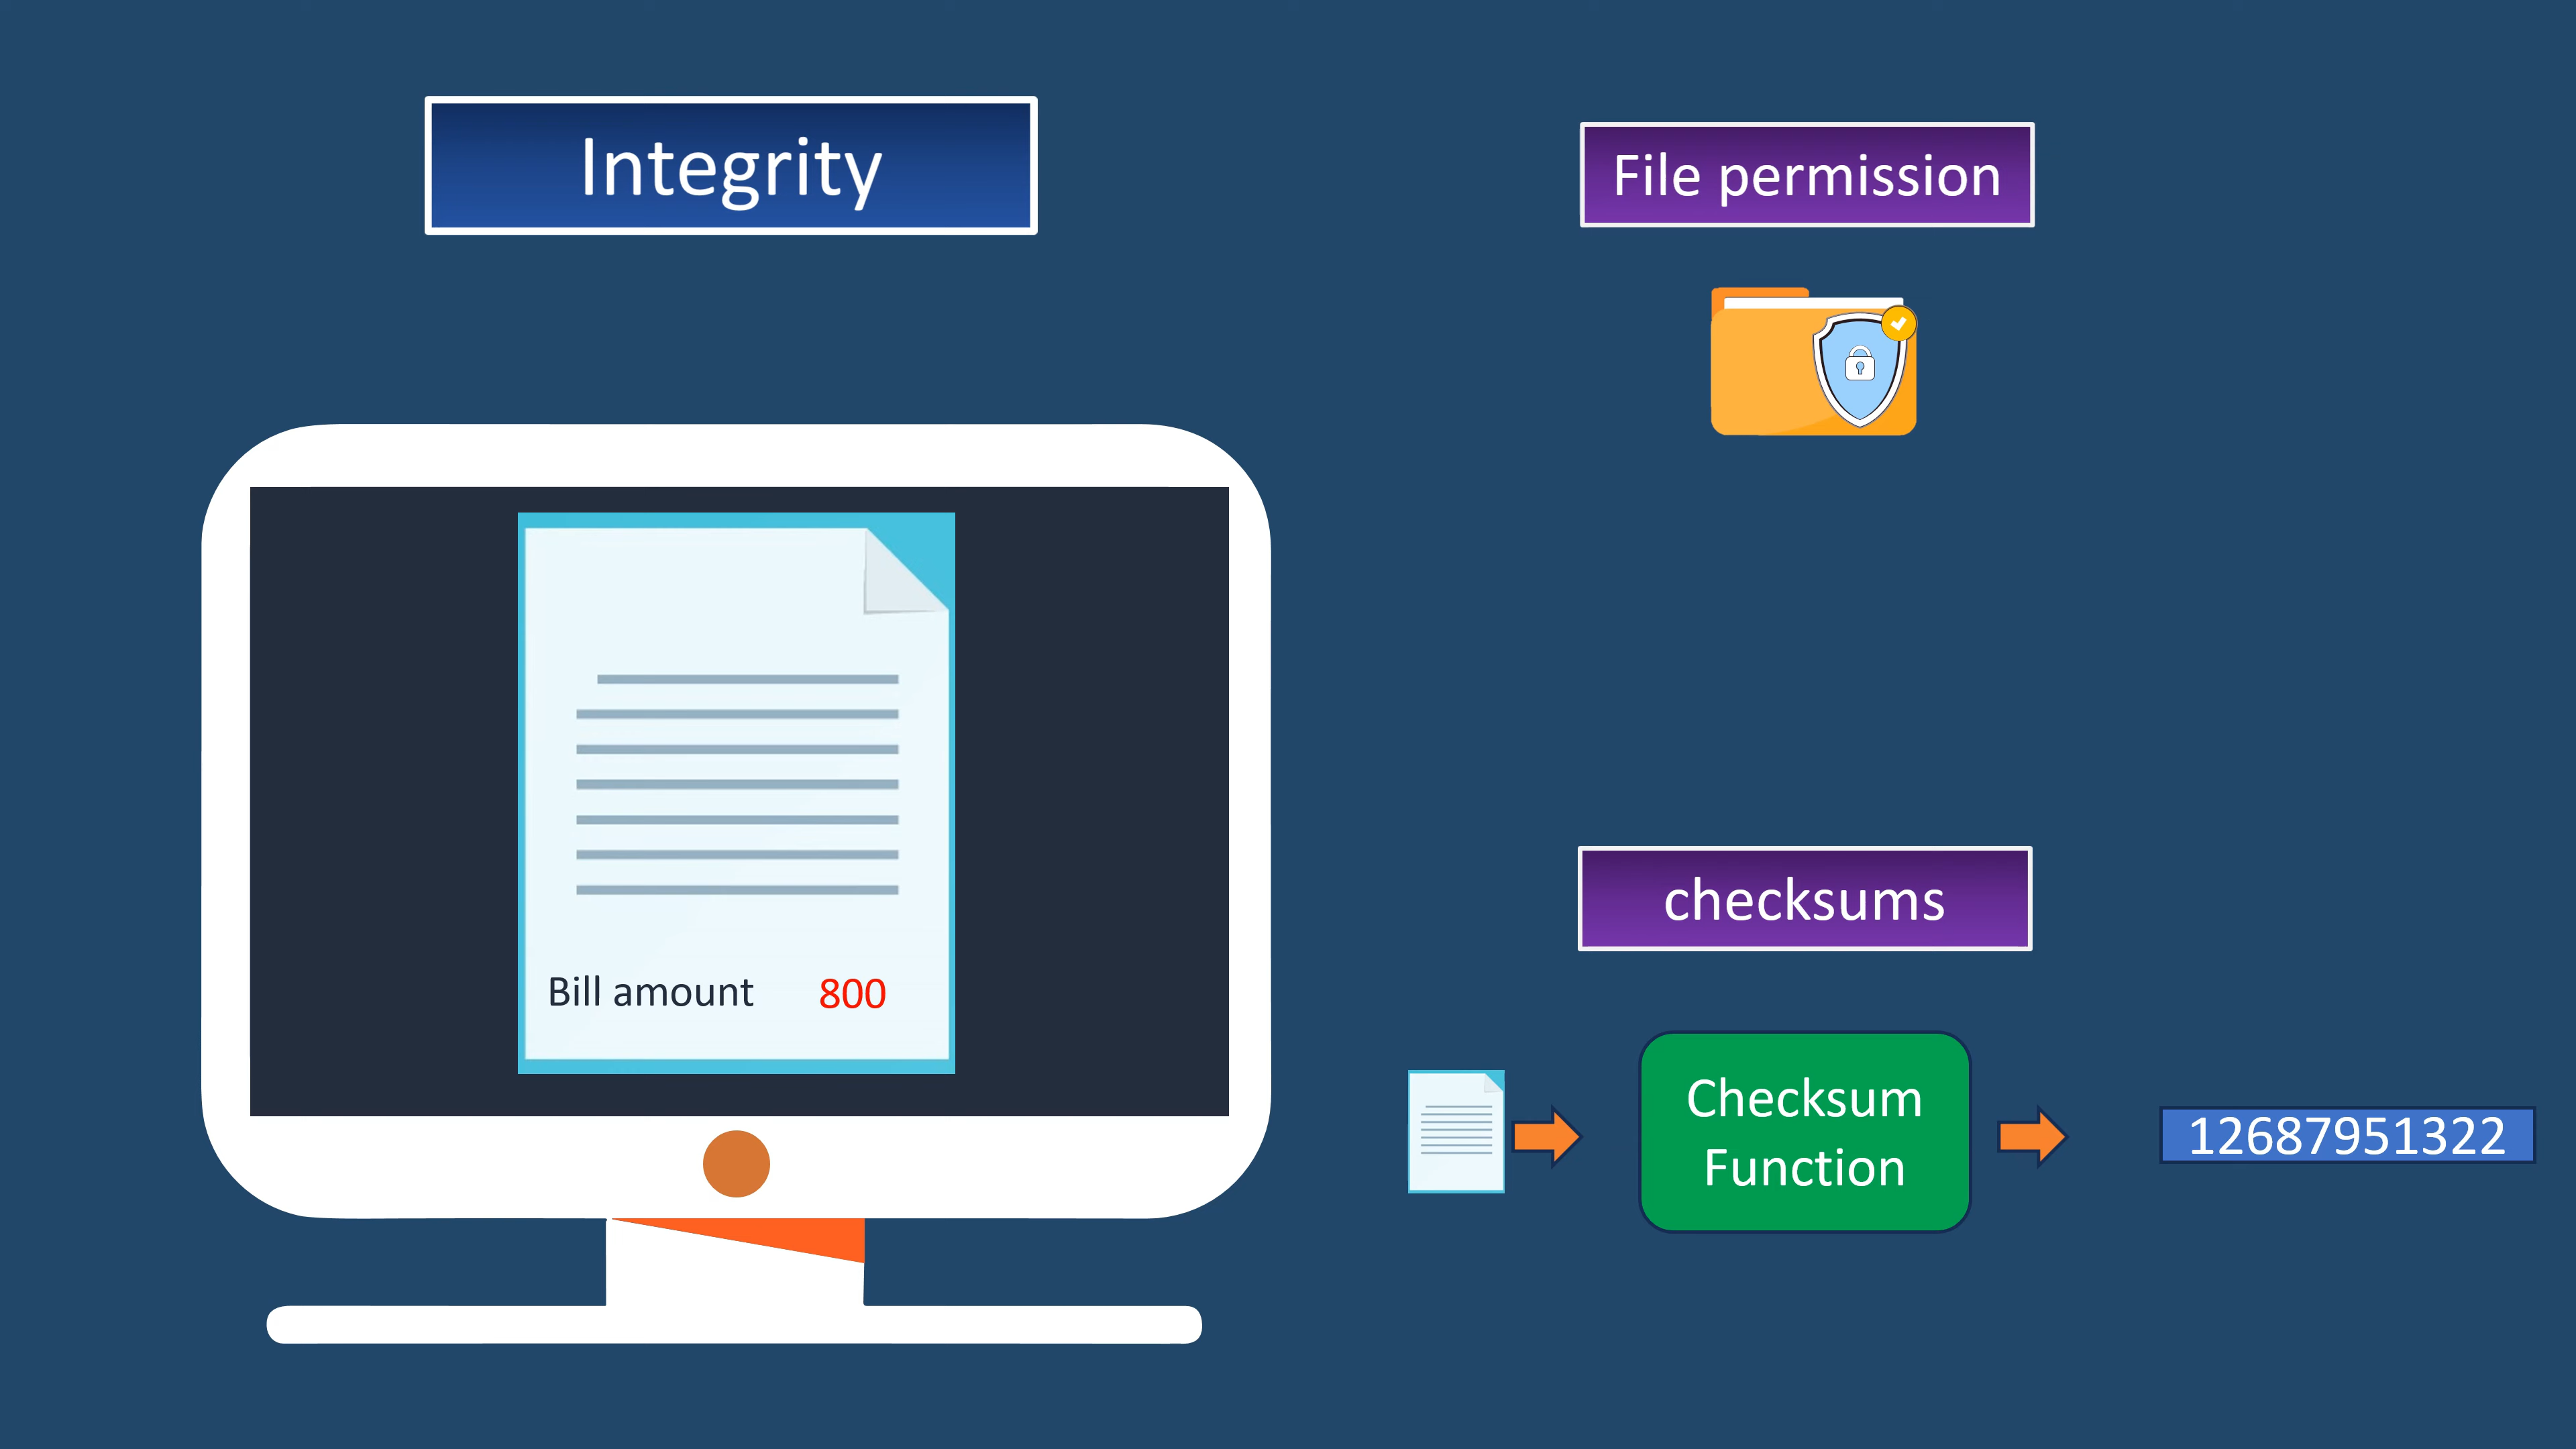 Integrity
File permission
Bill amount 800
checksums
Checksum
Function
12687951322